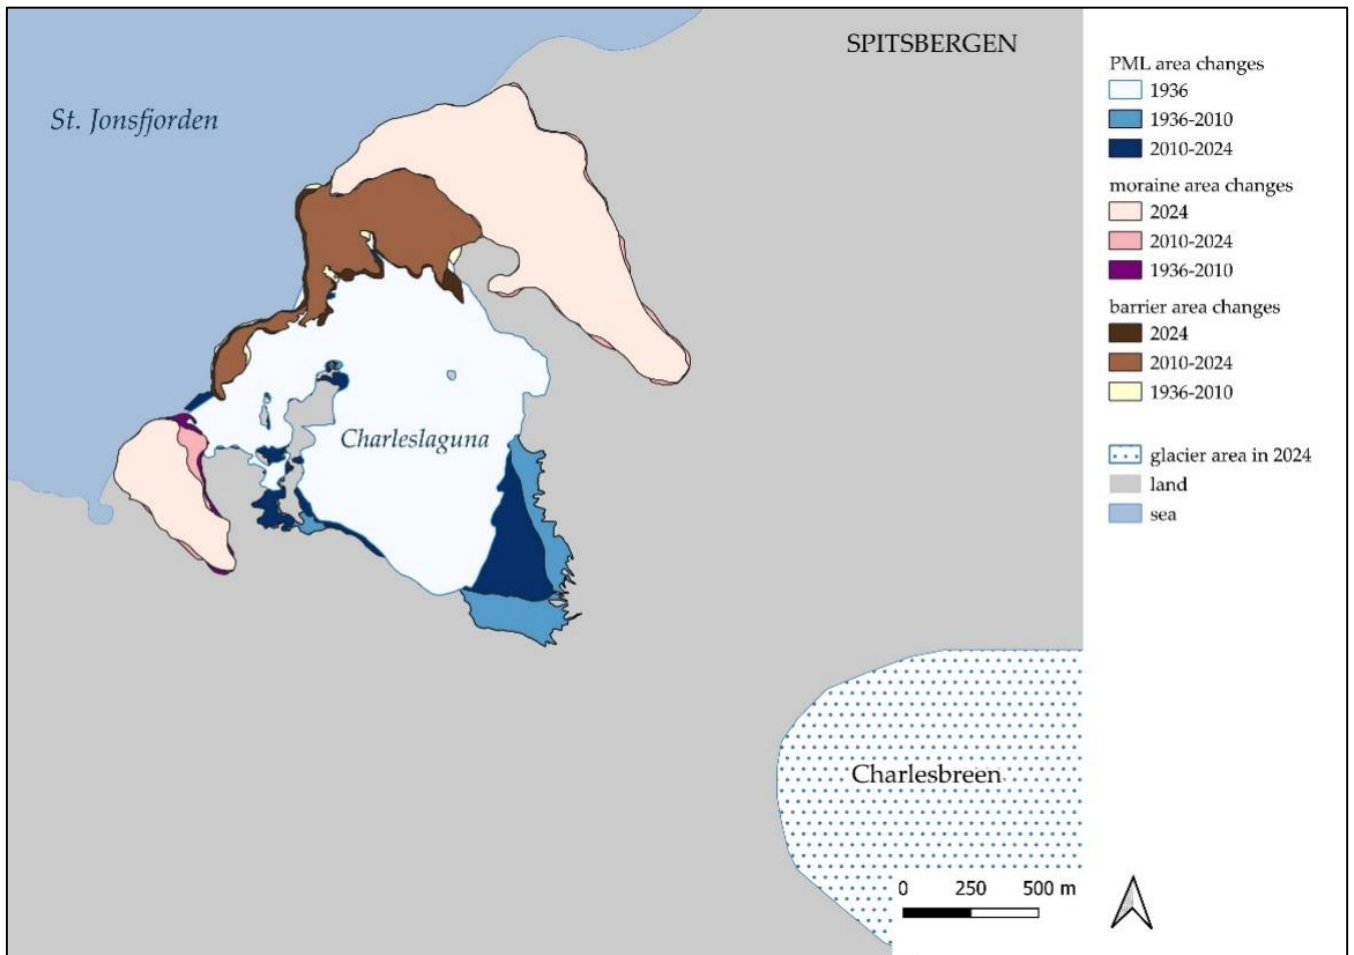 SPITSBERGEN
St. Jonsfjorden
Charleslaguna
Charlesbreen
0 250 500 m
PML area changes
1936
1936-2010
2010-2024
moraine area changes
2024
2010-2024
1936-2010
barrier area changes
2024
2010-2024
1936-2010
glacier area in 2024
land
sea